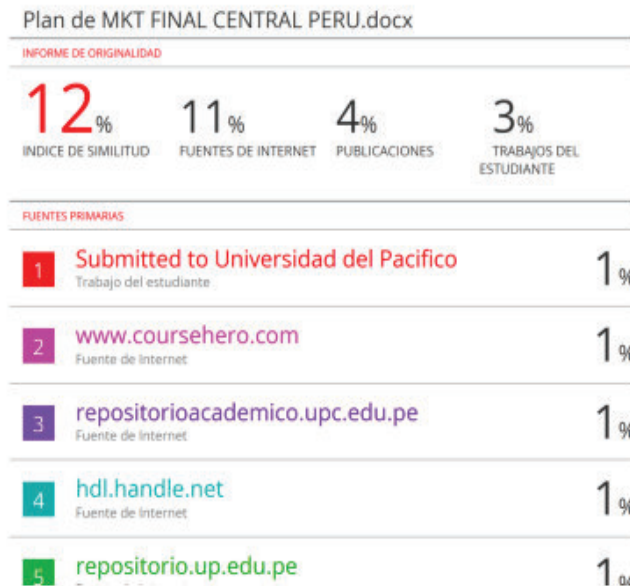 Plan de MKT FINAL CENTRAL PERU.docx
INFORME DE ORIGINALIDAD
12%
INDICE DE SIMILITUD
11%
FUENTES DE INTERNET
4%
PUBLICACIONES
3%
TRABAJOS DEL
ESTUDIANTE
FUENTES PRIMARIAS
1
Submitted to Universidad del Pacifico
Trabajo del estudiante
1%
2
www.coursehero.com
Fuente de Internet
1%
3
repositorioacademico.upc.edu.pe
Fuente de Internet
1%
4
hdl.handle.net
Fuente de Internet
1%
5
repositorio.up.edu.pe
1%